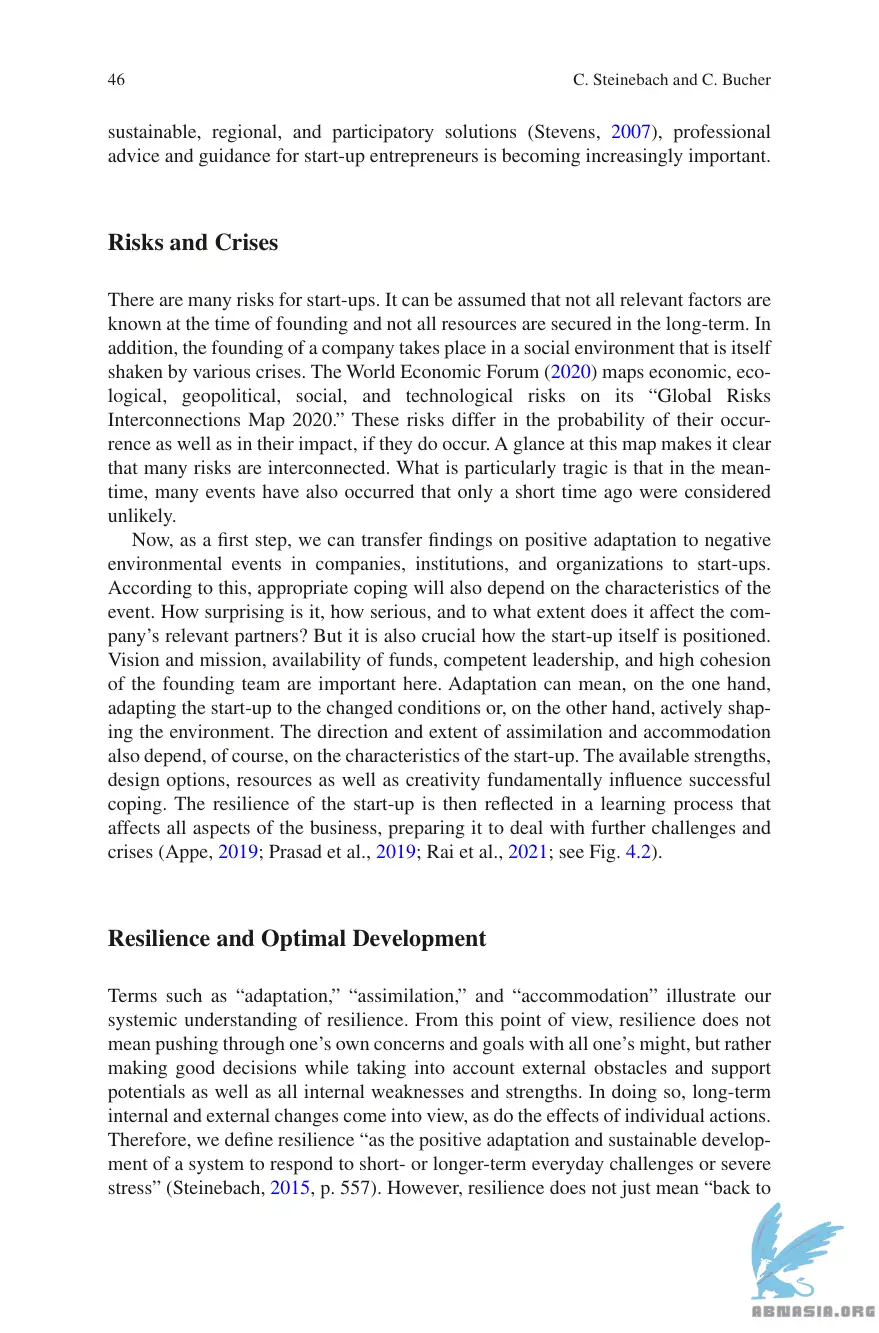 46
C. Steinebach and C. Bucher
sustainable, regional, and participatory solutions (Stevens, 2007), professional
advice and guidance for start-up entrepreneurs is becoming increasingly important.
Risks and Crises
There are many risks for start-ups. It can be assumed that not all relevant factors are
known at the time of founding and not all resources are secured in the long-term. In
addition, the founding of a company takes place in a social environment that is itself
shaken by various crises. The World Economic Forum (2020) maps economic, eco-
logical, geopolitical, social, and technological risks on its “Global Risks
Interconnections Map 2020.” These risks differ in the probability of their occur-
rence as well as in their impact, if they do occur. A glance at this map makes it clear
that many risks are interconnected. What is particularly tragic is that in the mean-
time, many events have also occurred that only a short time ago were considered
unlikely.
Now, as a first step, we can transfer findings on positive adaptation to negative
environmental events in companies, institutions, and organizations to start-ups.
According to this, appropriate coping will also depend on the characteristics of the
event. How surprising is it, how serious, and to what extent does it affect the com-
pany’s relevant partners? But it is also crucial how the start-up itself is positioned.
Vision and mission, availability of funds, competent leadership, and high cohesion
of the founding team are important here. Adaptation can mean, on the one hand,
adapting the start-up to the changed conditions or, on the other hand, actively shap-
ing the environment. The direction and extent of assimilation and accommodation
also depend, of course, on the characteristics of the start-up. The available strengths,
design options, resources as well as creativity fundamentally influence successful
coping. The resilience of the start-up is then reflected in a learning process that
affects all aspects of the business, preparing it to deal with further challenges and
crises (Appe, 2019; Prasad et al., 2019; Rai et al., 2021; see Fig. 4.2).
Resilience and Optimal Development
Terms such as “adaptation,” “assimilation,” and “accommodation” illustrate our
systemic understanding of resilience. From this point of view, resilience does not
mean pushing through one’s own concerns and goals with all one’s might, but rather
making good decisions while taking into account external obstacles and support
potentials as well as all internal weaknesses and strengths. In doing so, long-term
internal and external changes come into view, as do the effects of individual actions.
Therefore, we define resilience “as the positive adaptation and sustainable develop-
ment of a system to respond to short- or longer-term everyday challenges or severe
stress” (Steinebach, 2015, p. 557). However, resilience does not just mean “back to
ABNASIA.ORG